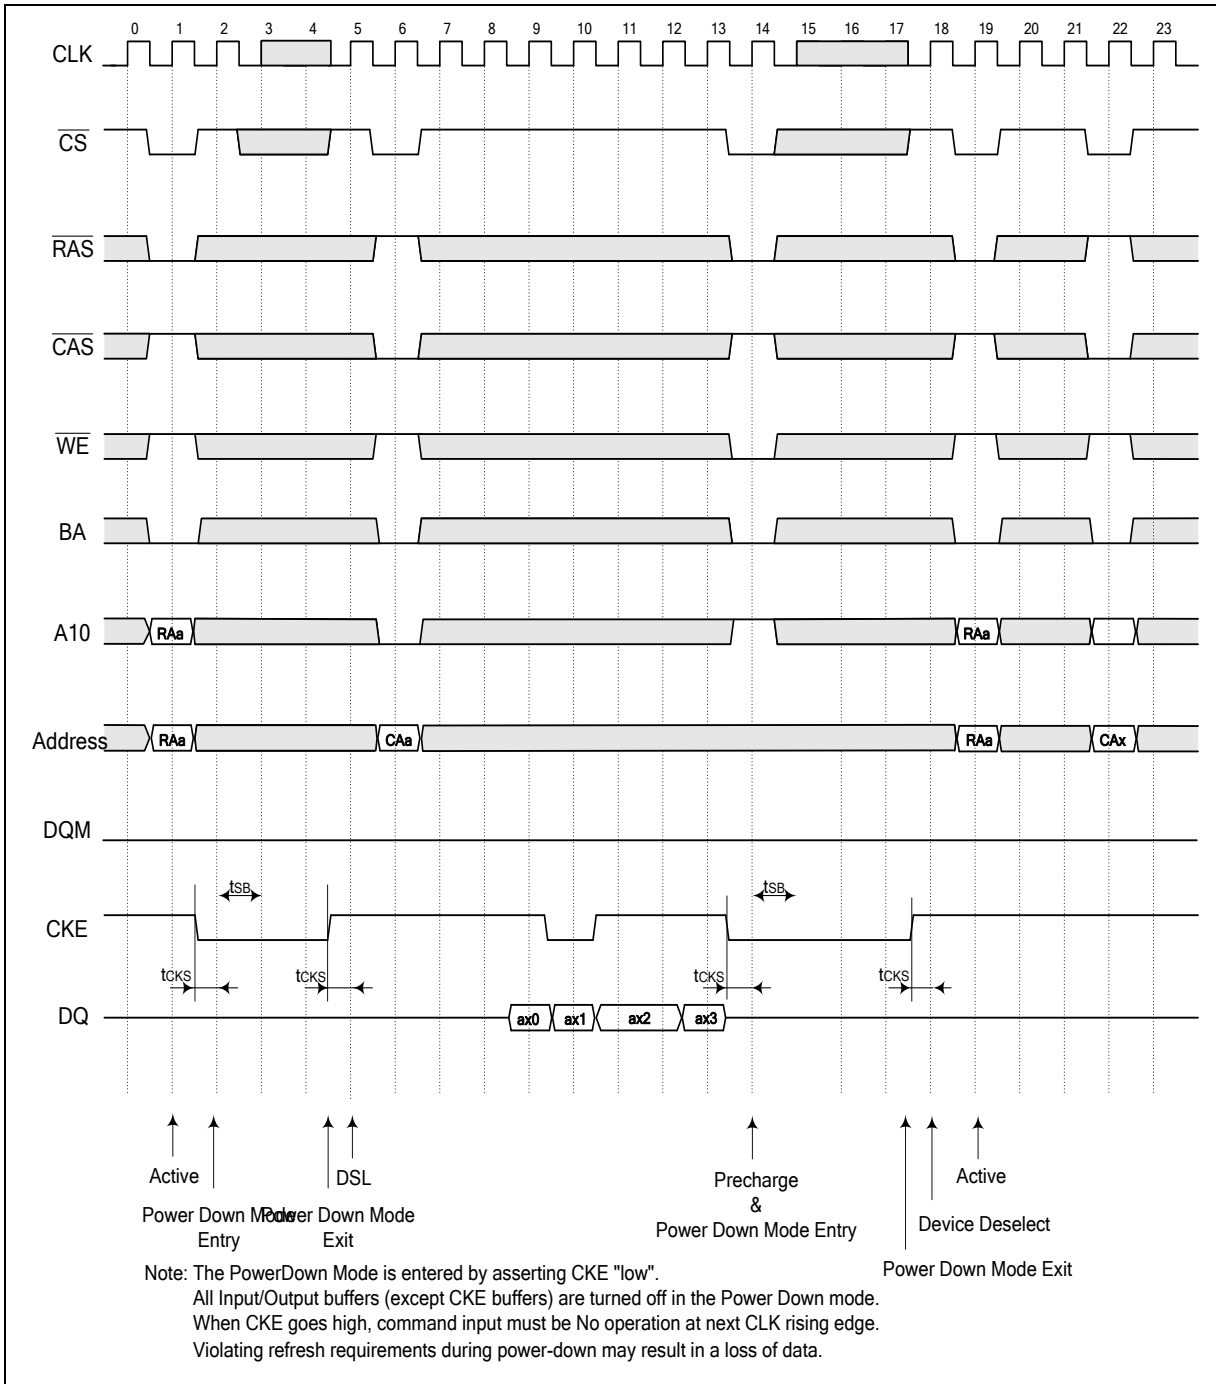 0 1 2 3 4 5 6 7 8 9 10 11 12 13 14 15 16 17 18 19 20 21 22 23
CLK
CS
RAS
CAS
WE
BA
A10 RAa RAa
Address RAa CAa RAa CAx
DQM
tSB tSB
CKE
tCKS tCKS tCKS tCKS
DQ ax0 ax1 ax2 ax3
Active
Power Down Mode
Entry
Power Down Mode
Exit
DSL
Precharge
&
Power Down Mode Entry
Active
Device Deselect
Power Down Mode Exit
Note: The PowerDown Mode is entered by asserting CKE "low".
All Input/Output buffers (except CKE buffers) are turned off in the Power Down mode.
When CKE goes high, command input must be No operation at next CLK rising edge.
Violating refresh requirements during power-down may result in a loss of data.